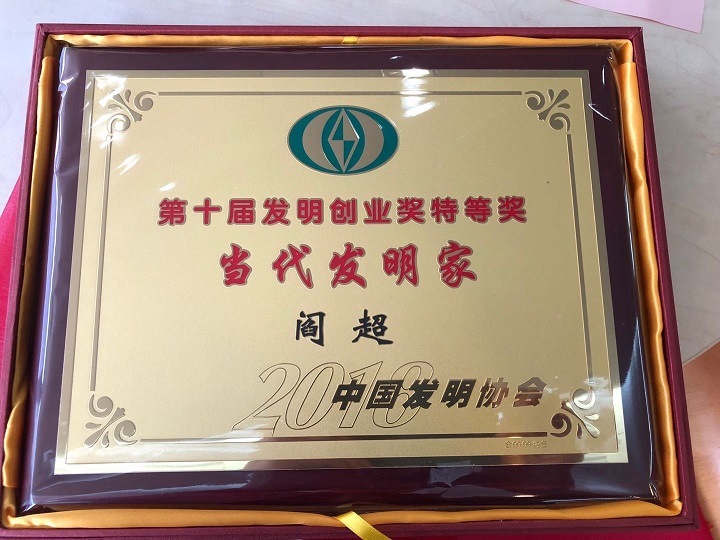 第十届发明创业奖特等奖
当代发明家
阎超
2018
中国发明协会